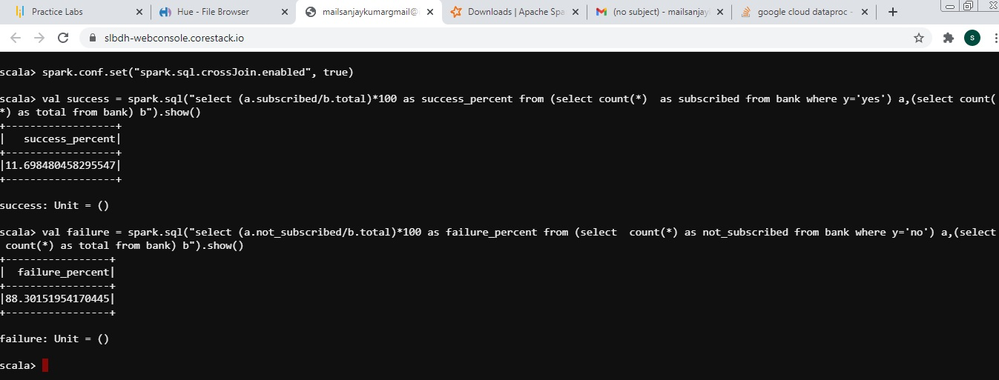 Practice Labs
Hue - File Browser
mailsanjaykumargmail@
Downloads | Apache Spa
(no subject) - mailsanjay
google cloud dataproc -
slbdh-webconsole.corestack.io
S
scala> spark.conf.set("spark.sql.crossJoin.enabled", true)
scala> val success = spark.sql("select (a.subscribed/b.total)*100 as success_percent from (select count(*)  as subscribed from bank where y='yes') a,(select count(
*) as total from bank) b").show()
+------------------+
|   success_percent|
+------------------+
|11.698480458295547|
+------------------+
success: Unit = ()
scala> val failure = spark.sql("select (a.not_subscribed/b.total)*100 as failure_percent from (select  count(*) as not_subscribed from bank where y='no') a,(select
 count(*) as total from bank) b").show()
+-----------------+
|  failure_percent|
+-----------------+
|88.30151954170445|
+-----------------+
failure: Unit = ()
scala>